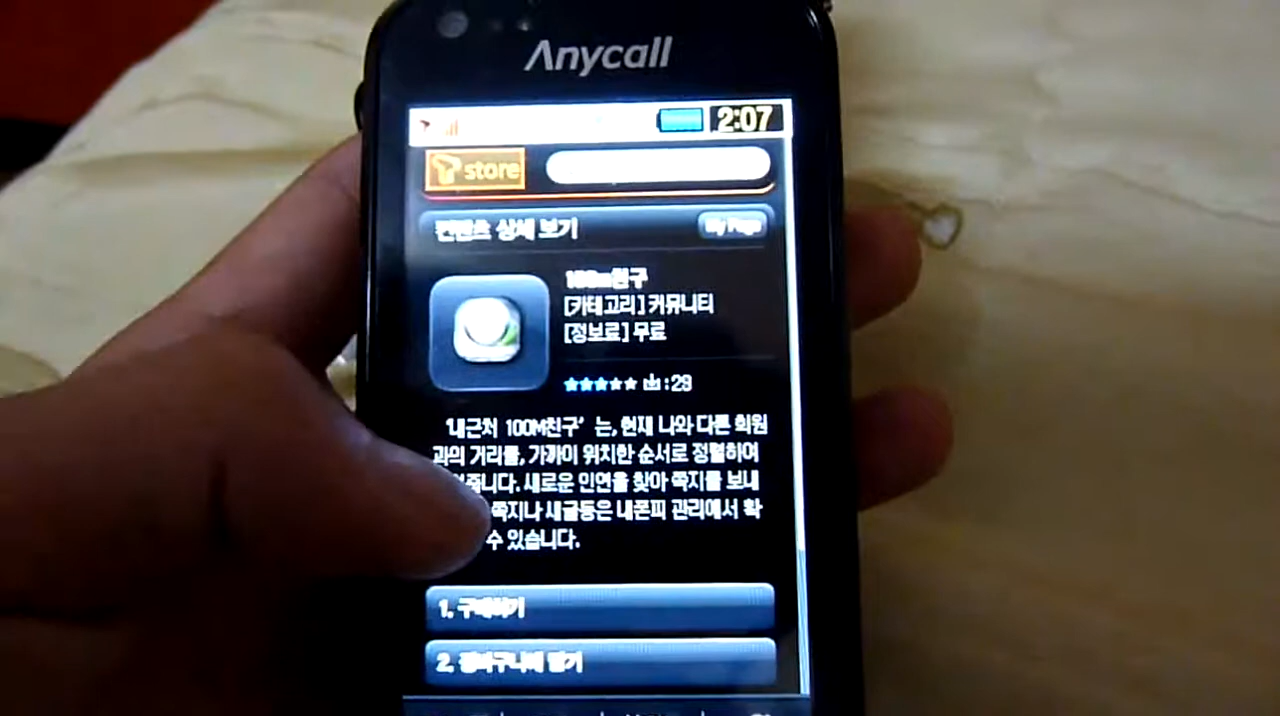 Anycall
2:07
T store
컨텐츠 상세 보기
My Page
100m친구
[카테고리] 커뮤니티
[정보료] 무료
★★★★★ :29
'내근처 100M친구' 는, 현재 나와 다른 회원
과의 거리를, 가까이 위치한 순서로 정렬하여
줍니다. 새로운 인연을 찾아 쪽지를 보내
쪽지나 새글등은 내폰피 관리에서 확
수 있습니다.
1. 구매하기
2. 장바구니에 담기